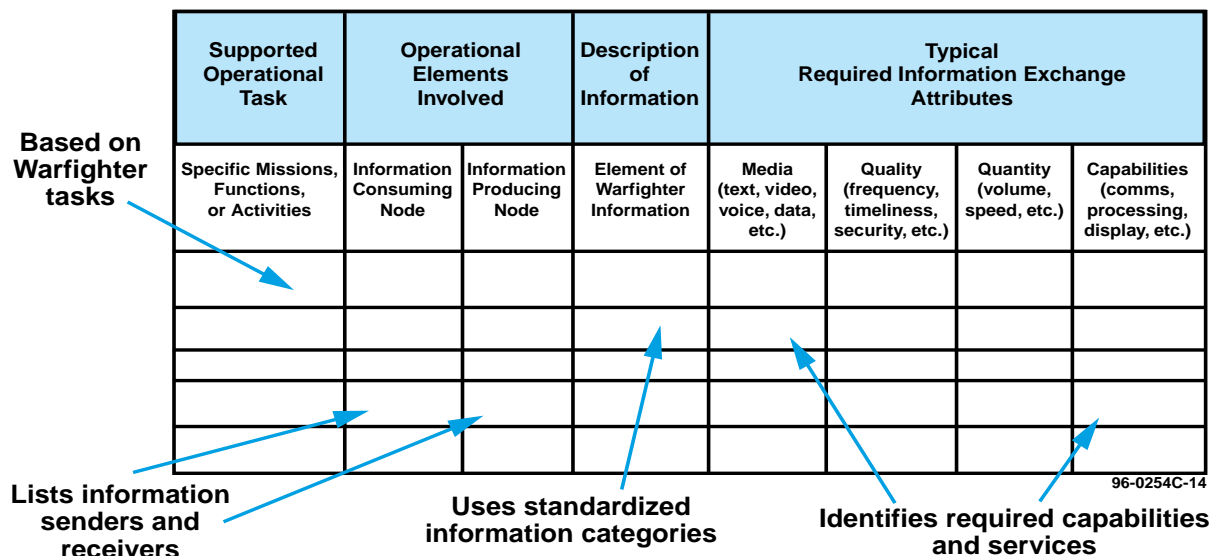 Supported
Operational
Task
Operational
Elements
Involved
Description
of
Information
Typical
Required Information Exchange
Attributes
Based on
Warfighter
tasks
Specific Missions,
Functions,
or Activities
Information
Consuming
Node
Information
Producing
Node
Element of
Warfighter
Information
Media
(text, video,
voice, data,
etc.)
Quality
(frequency,
timeliness,
security, etc.)
Quantity
(volume,
speed, etc.)
Capabilities
(comms,
processing,
display, etc.)
96-0254C-14
Lists information
senders and
receivers
Uses standardized
information categories
Identifies required capabilities
and services